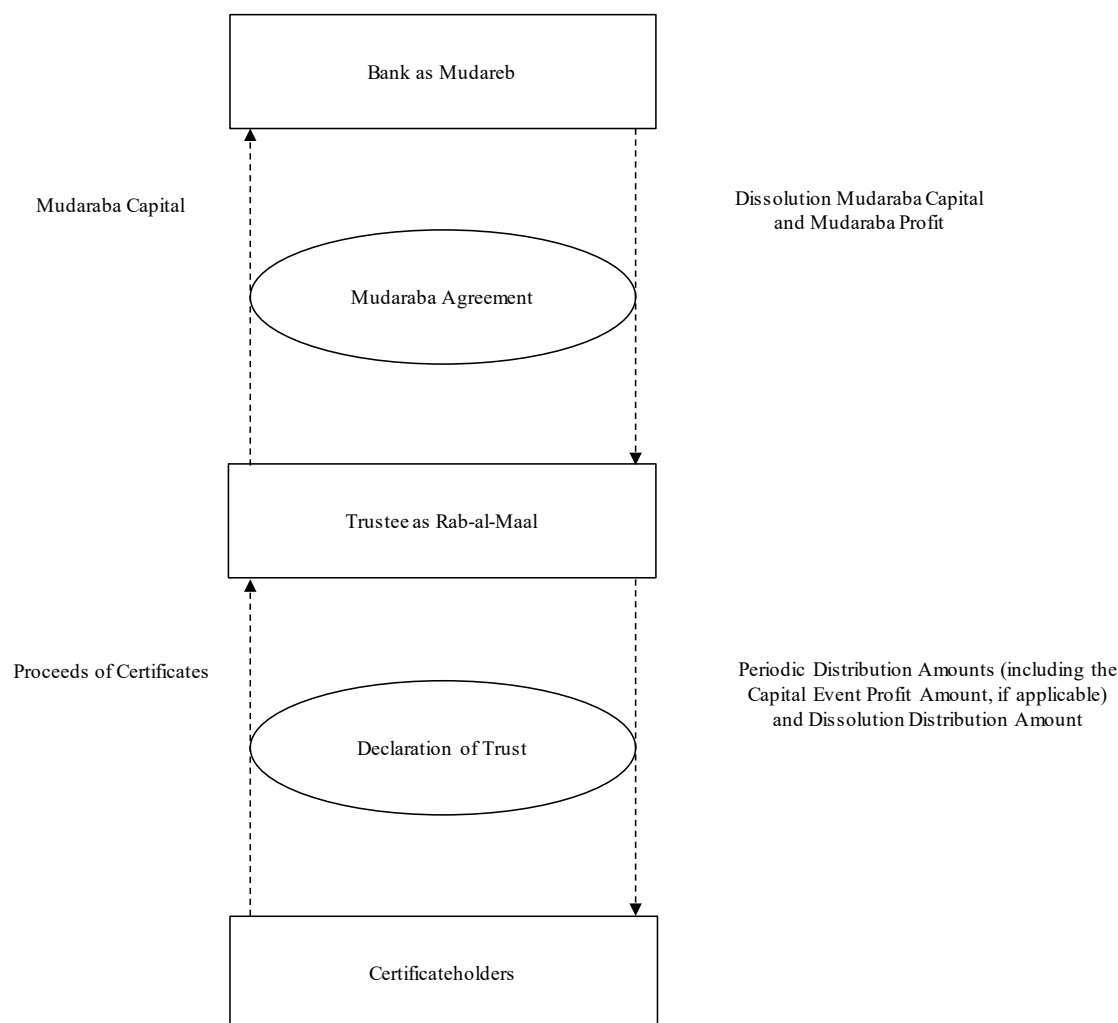 Bank as Mudareb
Mudaraba Capital
Dissolution Mudaraba Capital
and Mudaraba Profit
Mudaraba Agreement
Trustee as Rab-al-Maal
Proceeds of Certificates
Periodic Distribution Amounts (including the
Capital Event Profit Amount, if applicable)
and Dissolution Distribution Amount
Declaration of Trust
Certificateholders